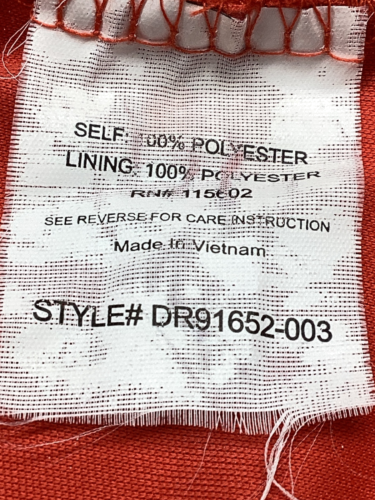 SELF: 100% POLYESTER
LINING: 100% POLYESTER
RN# 115602
SEE REVERSE FOR CARE INSTRUCTION
Made In Vietnam
STYLE# DR91652-003